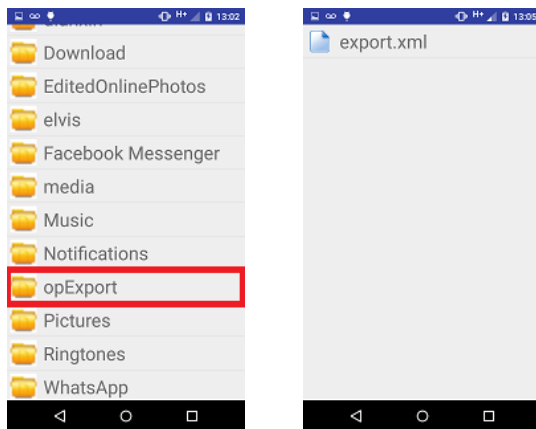 H+ 13:02
Download
EditedOnlinePhotos
elvis
Facebook Messenger
media
Music
Notifications
opExport
Pictures
Ringtones
WhatsApp
H+ 13:05
export.xml